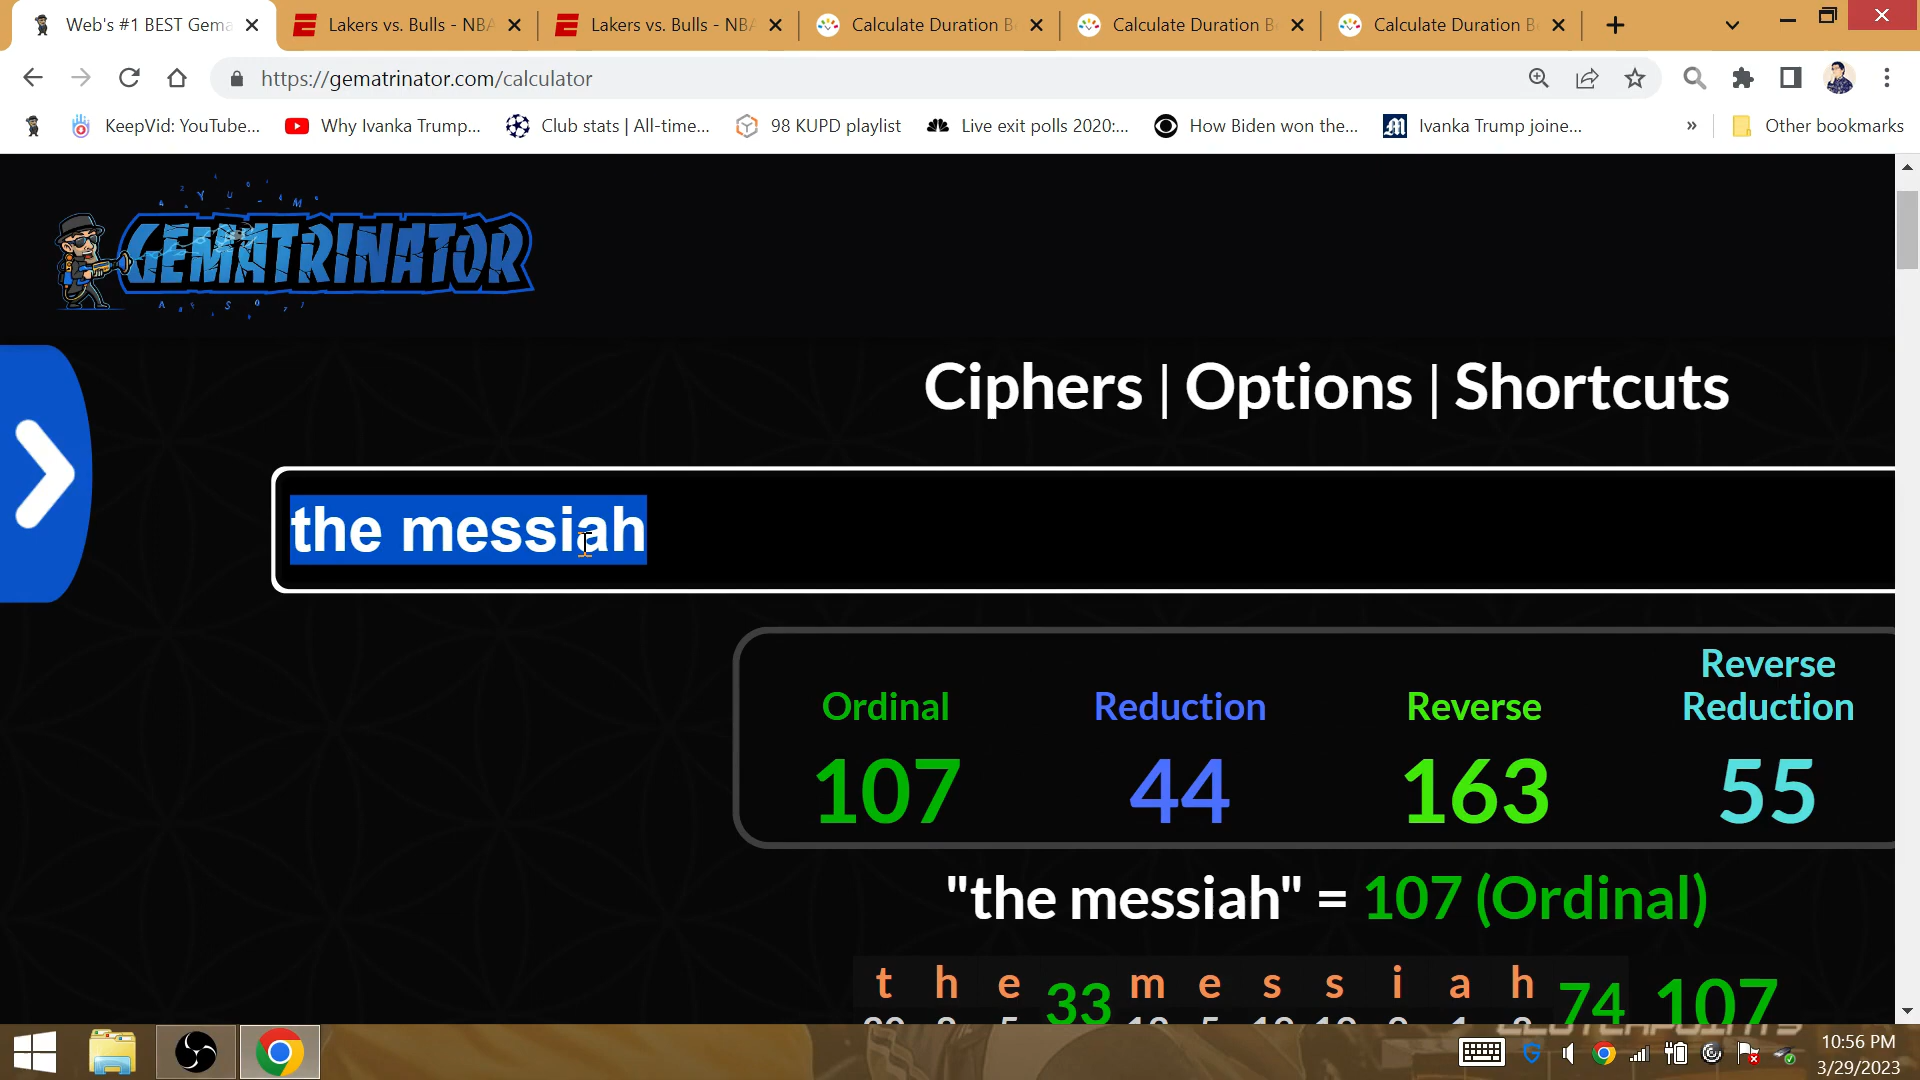 Web's #1 BEST Gema
Lakers vs. Bulls - NBA
Lakers vs. Bulls - NBA
Calculate Duration B
Calculate Duration B
Calculate Duration B
https://gematrinator.com/calculator
KeepVid: YouTube...
Why Ivanka Trump...
Club stats | All-time...
98 KUPD playlist
Live exit polls 2020:...
How Biden won the...
Ivanka Trump joine...
»
Other bookmarks
GEMATRINATOR
Ciphers | Options | Shortcuts
the messiah
Ordinal Reduction Reverse Reverse Reduction
107 44 163 55
"the messiah" = 107 (Ordinal)
t h e 33 m e s s i a h 74 107
10:56 PM
3/29/2023